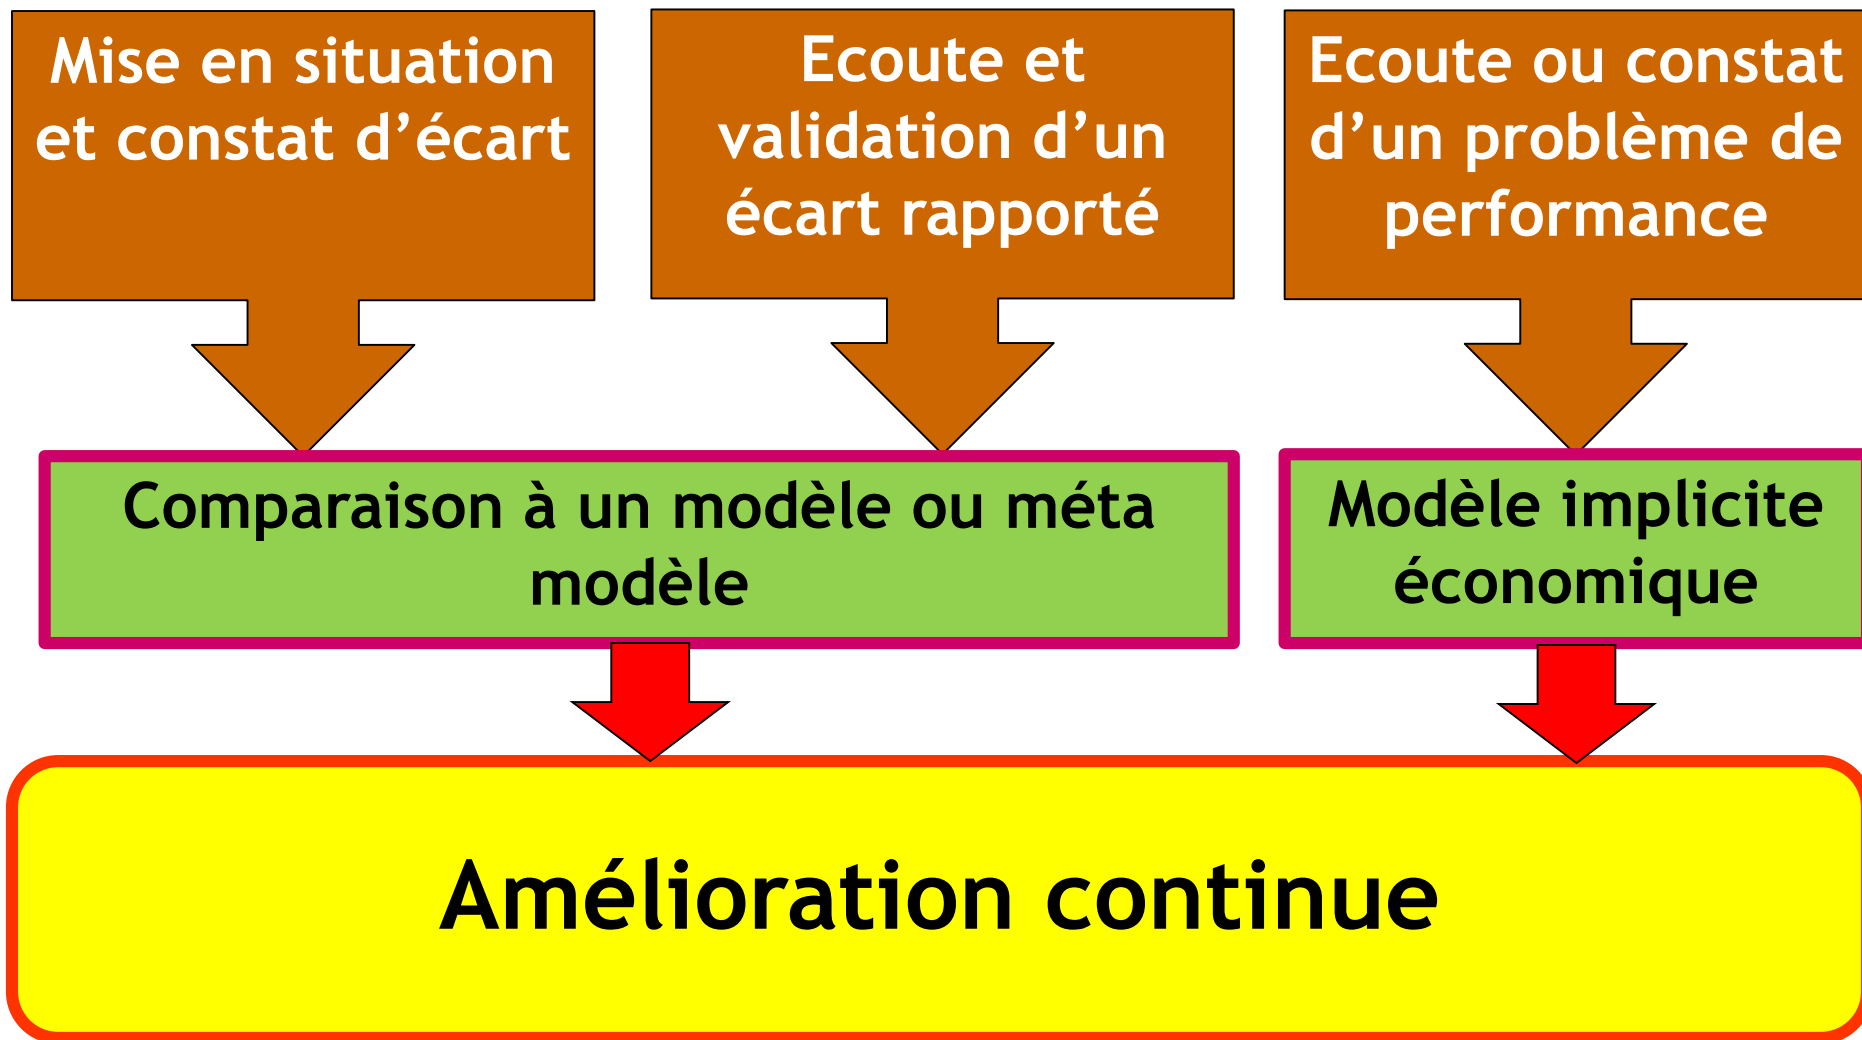 Mise en situation
et constat d’écart
Ecoute et
validation d’un
écart rapporté
Ecoute ou constat
d’un problème de
performance
Comparaison à un modèle ou méta
modèle
Modèle implicite
économique
Amélioration continue